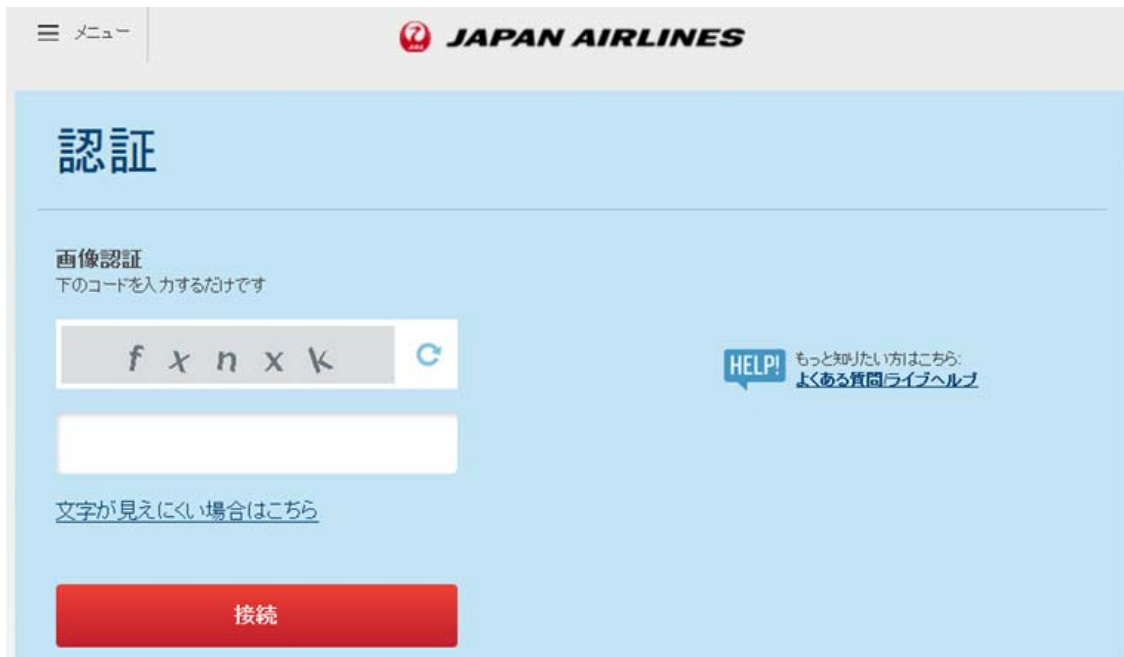 メニュー
JAL
JAPAN AIRLINES
認証
画像認証
下のコードを入力するだけです
f x n x k
HELP!
もっと知りたい方はこちら:
よくある質問/ライブヘルプ
文字が見えにくい場合はこちら
接続